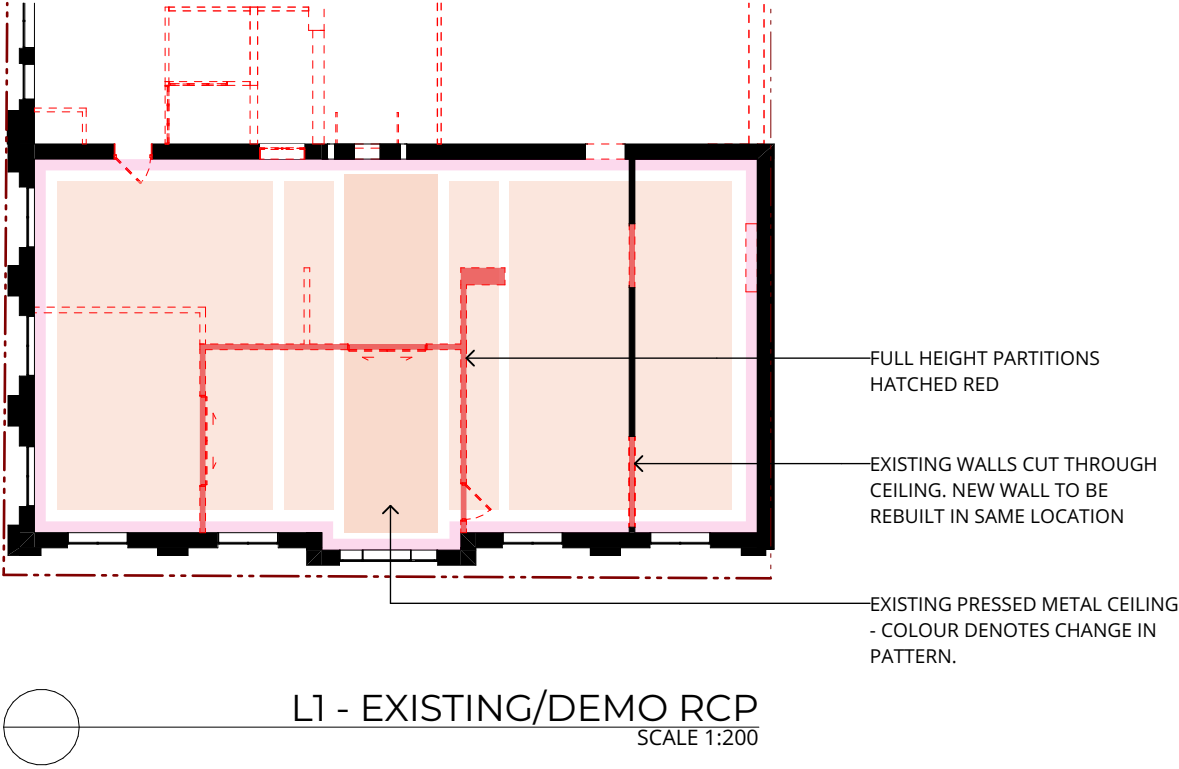 FULL HEIGHT PARTITIONS
HATCHED RED
EXISTING WALLS CUT THROUGH
CEILING. NEW WALL TO BE
REBUILT IN SAME LOCATION
EXISTING PRESSED METAL CEILING
- COLOUR DENOTES CHANGE IN
PATTERN.
L1 - EXISTING/DEMO RCP
SCALE 1:200